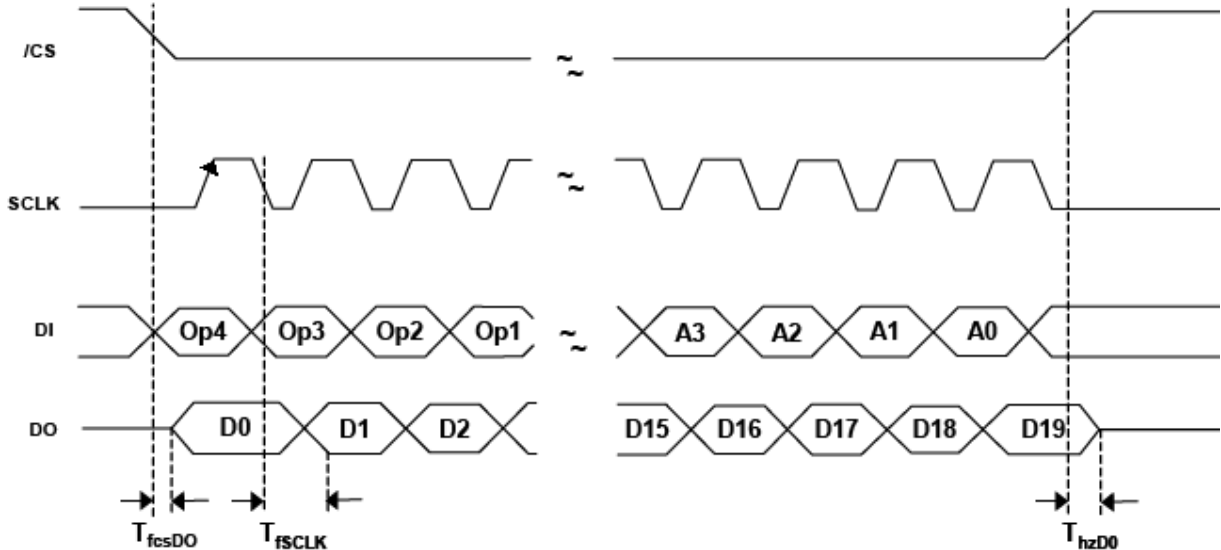 /CS
~
~
SCLK
~
~
DI Op4 Op3 Op2 Op1 ~ ~ A3 A2 A1 A0
DO D0 D1 D2 D15 D16 D17 D18 D19
TfcsDO TfSCLK ThzD0